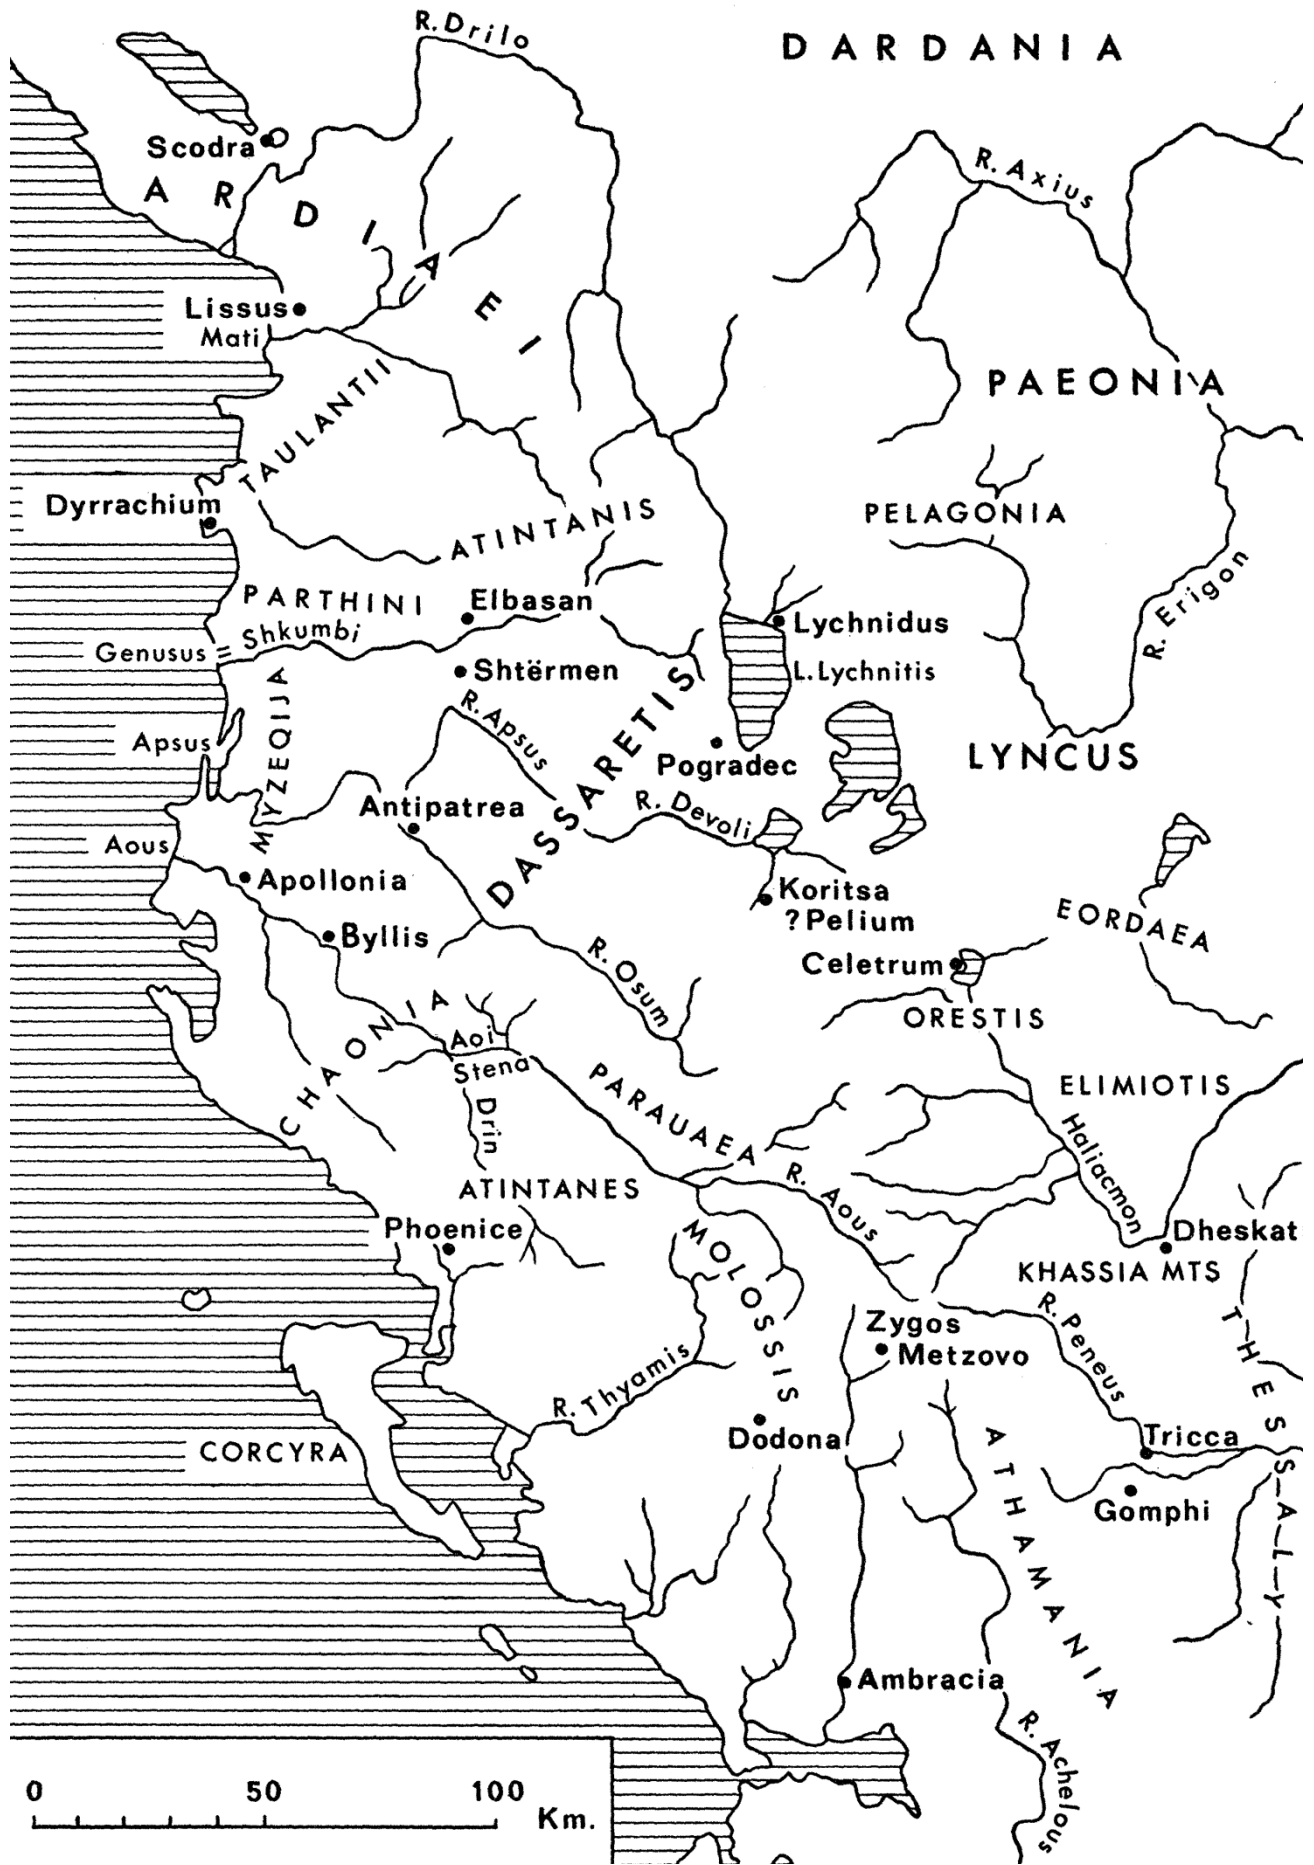 R. Drilo
DARDANIA
Scodra
R. Axius
ARDIAEI
Lissus
Mati
TAULANTII
PAEONIA
Dyrrachium
ATINTANIS
PELAGONIA
PARTHINI
Elbasan
Shkumbi
Genusus
Lychnidus
R. Erigon
Shtërmen
L. Lychnitis
MYZEQIJA
R. Apsus
DASSARETIS
Apsus
Pogradec
LYNCUS
Antipatrea
R. Devoli
Aous
Apollonia
Koritsa
? Pelium
EORDAEA
Byllis
R. Osum
Celetrum
ORESTIS
CHAONIA
Aoi
Stena
Drin
PARAUAEA
ELIMIOTIS
Haliacmon
ATINTANES
R. Aous
Phoenice
MOLOSSIS
Dheskat
KHASSIA MTS
R. Peneus
THESSALY
Zygos
Metzovo
R. Thyamis
Dodona
ATHAMANIA
Tricca
CORCYRA
Gomphi
Ambracia
R. Achelous
0 50 100
Km.